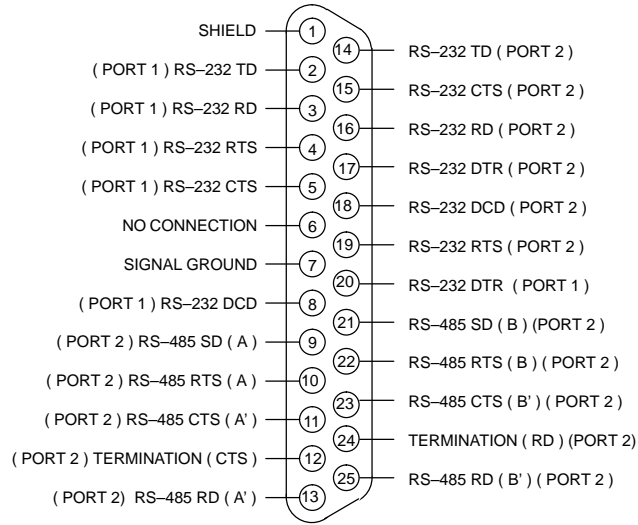 SHIELD 1
( PORT 1 ) RS–232 TD 2
( PORT 1 ) RS–232 RD 3
( PORT 1 ) RS–232 RTS 4
( PORT 1 ) RS–232 CTS 5
NO CONNECTION 6
SIGNAL GROUND 7
( PORT 1 ) RS–232 DCD 8
( PORT 2 ) RS–485 SD ( A ) 9
( PORT 2 ) RS–485 RTS ( A ) 10
( PORT 2 ) RS–485 CTS ( A’ ) 11
( PORT 2 ) TERMINATION ( CTS ) 12
( PORT 2 ) RS–485 RD ( A’ ) 13
14 RS–232 TD ( PORT 2 )
15 RS–232 CTS ( PORT 2 )
16 RS–232 RD ( PORT 2 )
17 RS–232 DTR ( PORT 2 )
18 RS–232 DCD ( PORT 2 )
19 RS–232 RTS ( PORT 2 )
20 RS–232 DTR ( PORT 1 )
21 RS–485 SD ( B ) (PORT 2 )
22 RS–485 RTS ( B ) ( PORT 2 )
23 RS–485 CTS ( B’ ) ( PORT 2 )
24 TERMINATION ( RD ) (PORT 2)
25 RS–485 RD ( B’ ) ( PORT 2 )